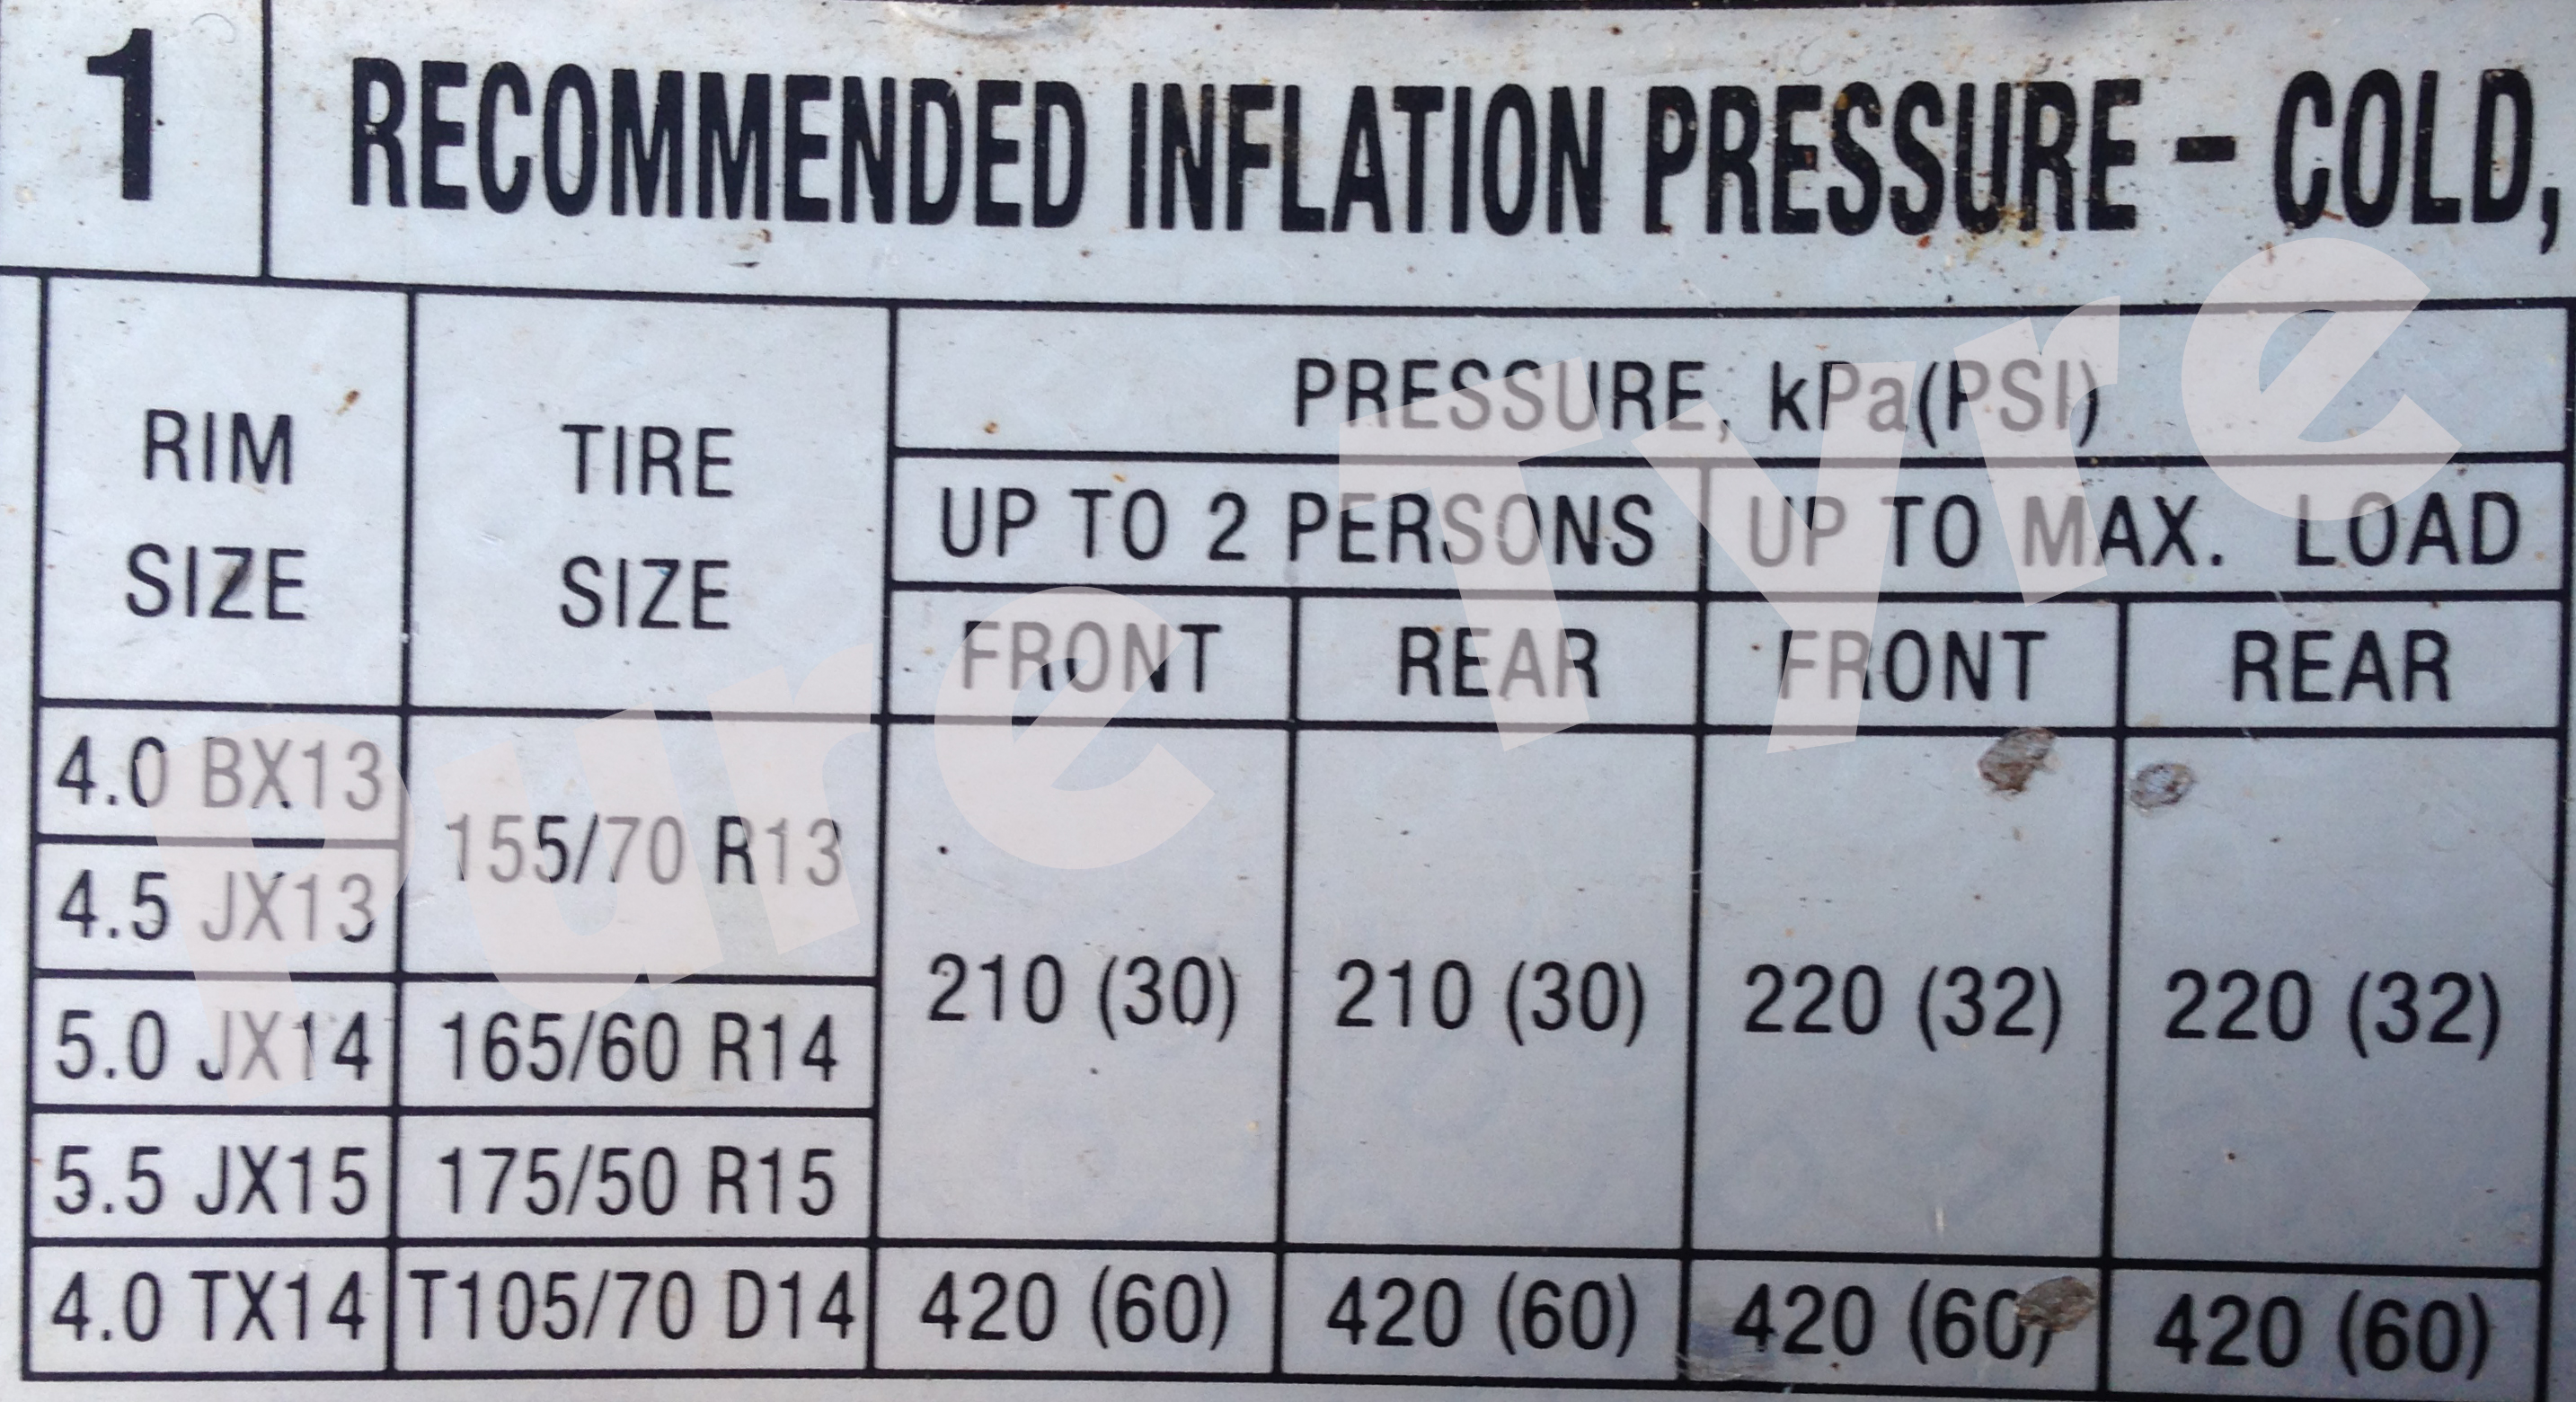 1 RECOMMENDED INFLATION PRESSURE – COLD,
RIM SIZE
TIRE SIZE
PRESSURE, kPa(PSI)
UP TO 2 PERSONS UP TO MAX. LOAD
FRONT REAR FRONT REAR
4.0 BX13
155/70 R13
4.5 JX13
210 (30) 210 (30) 220 (32) 220 (32)
5.0 JX14 165/60 R14
5.5 JX15 175/50 R15
4.0 TX14 T105/70 D14 420 (60) 420 (60) 420 (60) 420 (60)
Pure Tyre